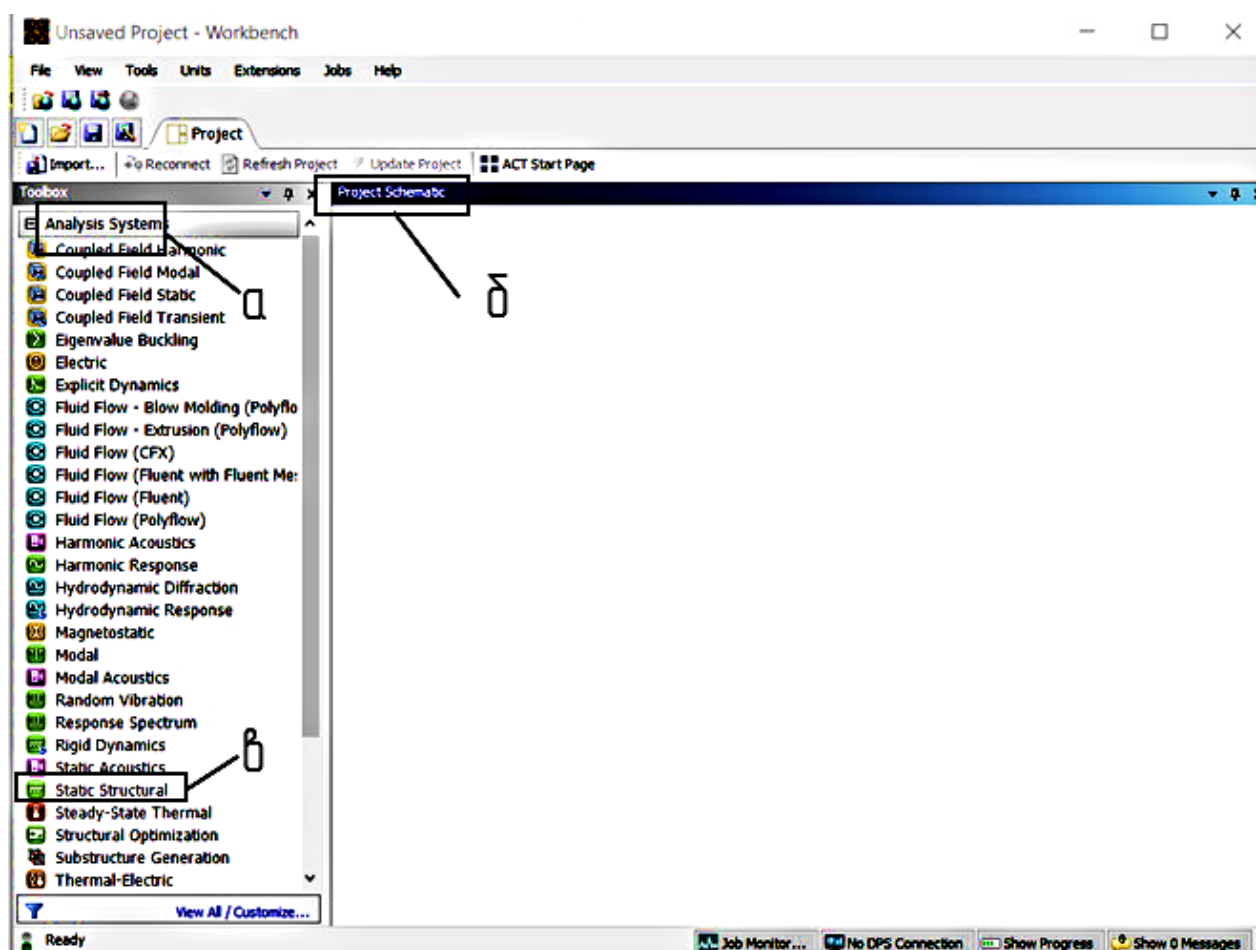 Unsaved Project - Workbench
File View Tools Units Extensions Jobs Help
Project
Import... Reconnect Refresh Project Update Project ACT Start Page
Toolbox Project Schematic
Analysis Systems
Coupled Field Harmonic
Coupled Field Modal
Coupled Field Static
а
б
Coupled Field Transient
Eigenvalue Buckling
Electric
Explicit Dynamics
Fluid Flow - Blow Molding (Polyflo
Fluid Flow - Extrusion (Polyflow)
Fluid Flow (CFX)
Fluid Flow (Fluent with Fluent Me
Fluid Flow (Fluent)
Fluid Flow (Polyflow)
Harmonic Acoustics
Harmonic Response
Hydrodynamic Diffraction
Hydrodynamic Response
Magnetostatic
Modal
Modal Acoustics
Random Vibration
Response Spectrum
Rigid Dynamics
в
Static Acoustics
Static Structural
Steady-State Thermal
Structural Optimization
Substructure Generation
Thermal-Electric
View All / Customize...
Ready Job Monitor... No DPS Connection Show Progress Show 0 Messages